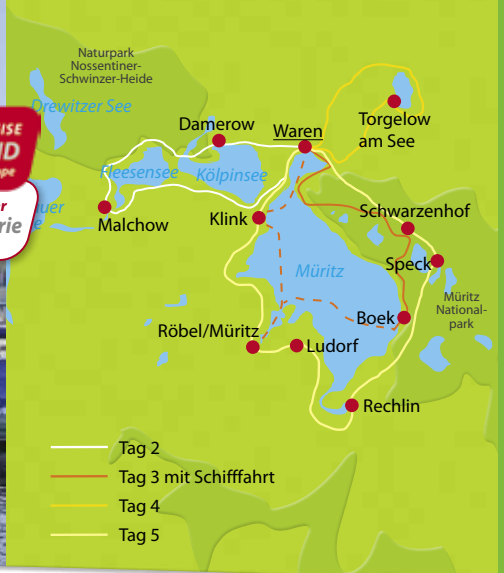 Naturpark
Nossentiner-
Schwinzer-Heide
Drewitzer See
Damerow
Waren
Torgelow
am See
Fleesensee
Kölpinsee
Malchow
Klink
Schwarzenhof
Müritz
Speck
Müritz
National-
park
Boek
Röbel/Müritz
Ludorf
Rechlin
Tag 2
Tag 3 mit Schifffahrt
Tag 4
Tag 5